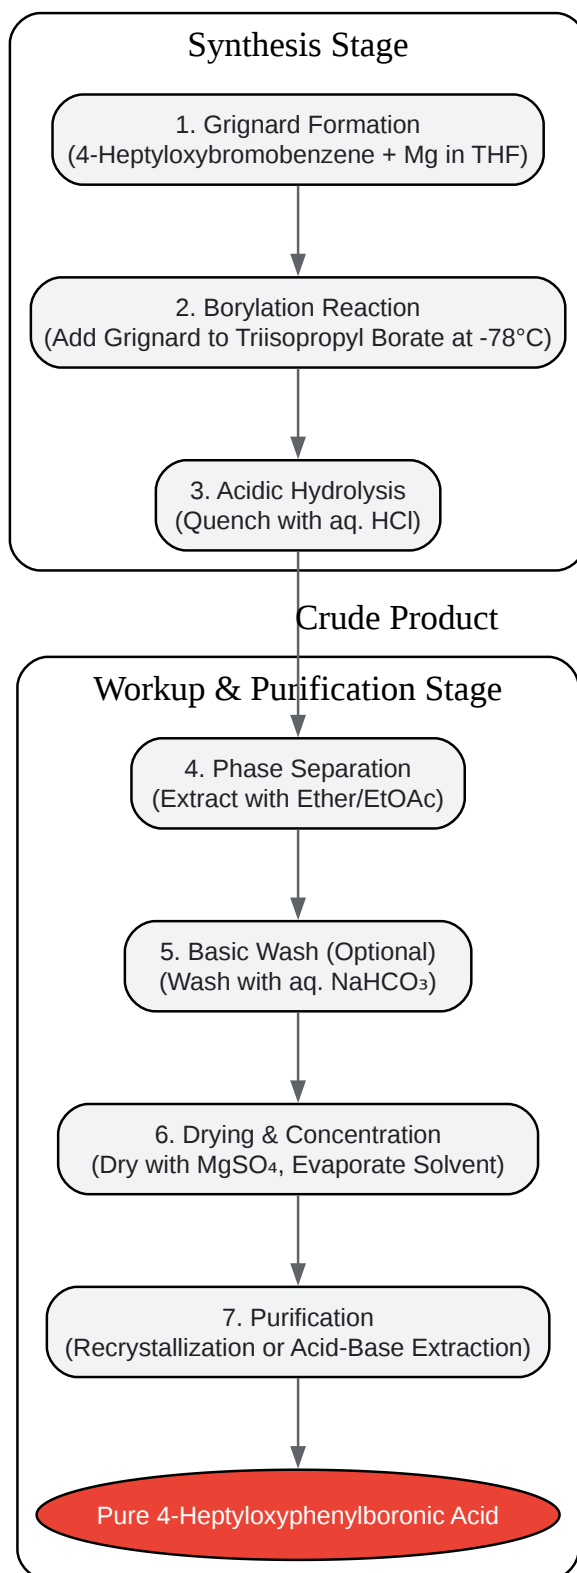 Synthesis Stage
1. Grignard Formation
(4-Heptyloxybromobenzene + Mg in THF)
2. Borylation Reaction
(Add Grignard to Triisopropyl Borate at -78°C)
3. Acidic Hydrolysis
(Quench with aq. HCl)
Crude Product
Workup & Purification Stage
4. Phase Separation
(Extract with Ether/EtOAc)
5. Basic Wash (Optional)
(Wash with aq. NaHCO₃)
6. Drying & Concentration
(Dry with MgSO₄, Evaporate Solvent)
7. Purification
(Recrystallization or Acid-Base Extraction)
Pure 4-Heptyloxyphenylboronic Acid